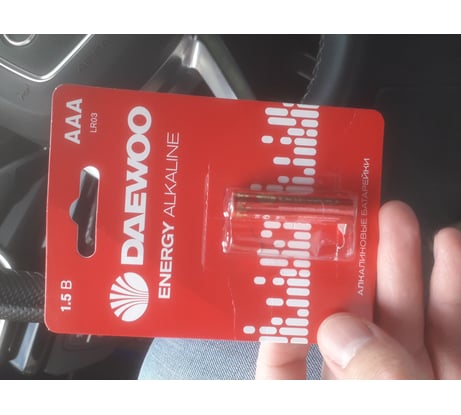 AAA
LR03
DAEWOO
ENERGY ALKALINE
1.5 В
АЛКАЛИНОВЫЕ БАТАРЕЙКИ